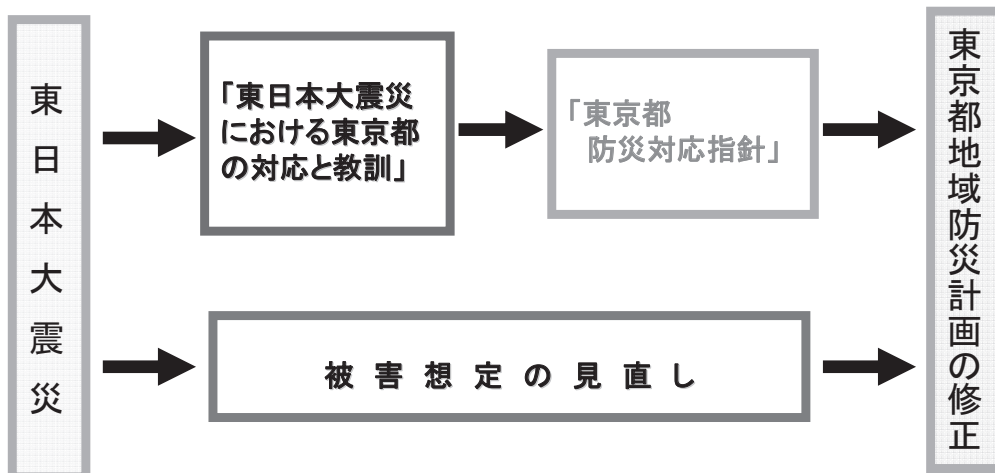 東日本大震災
「東日本大震災
における東京都
の対応と教訓」
「東京都
防災対応指針」
被害想定の見直し
東京都地域防災計画の修正